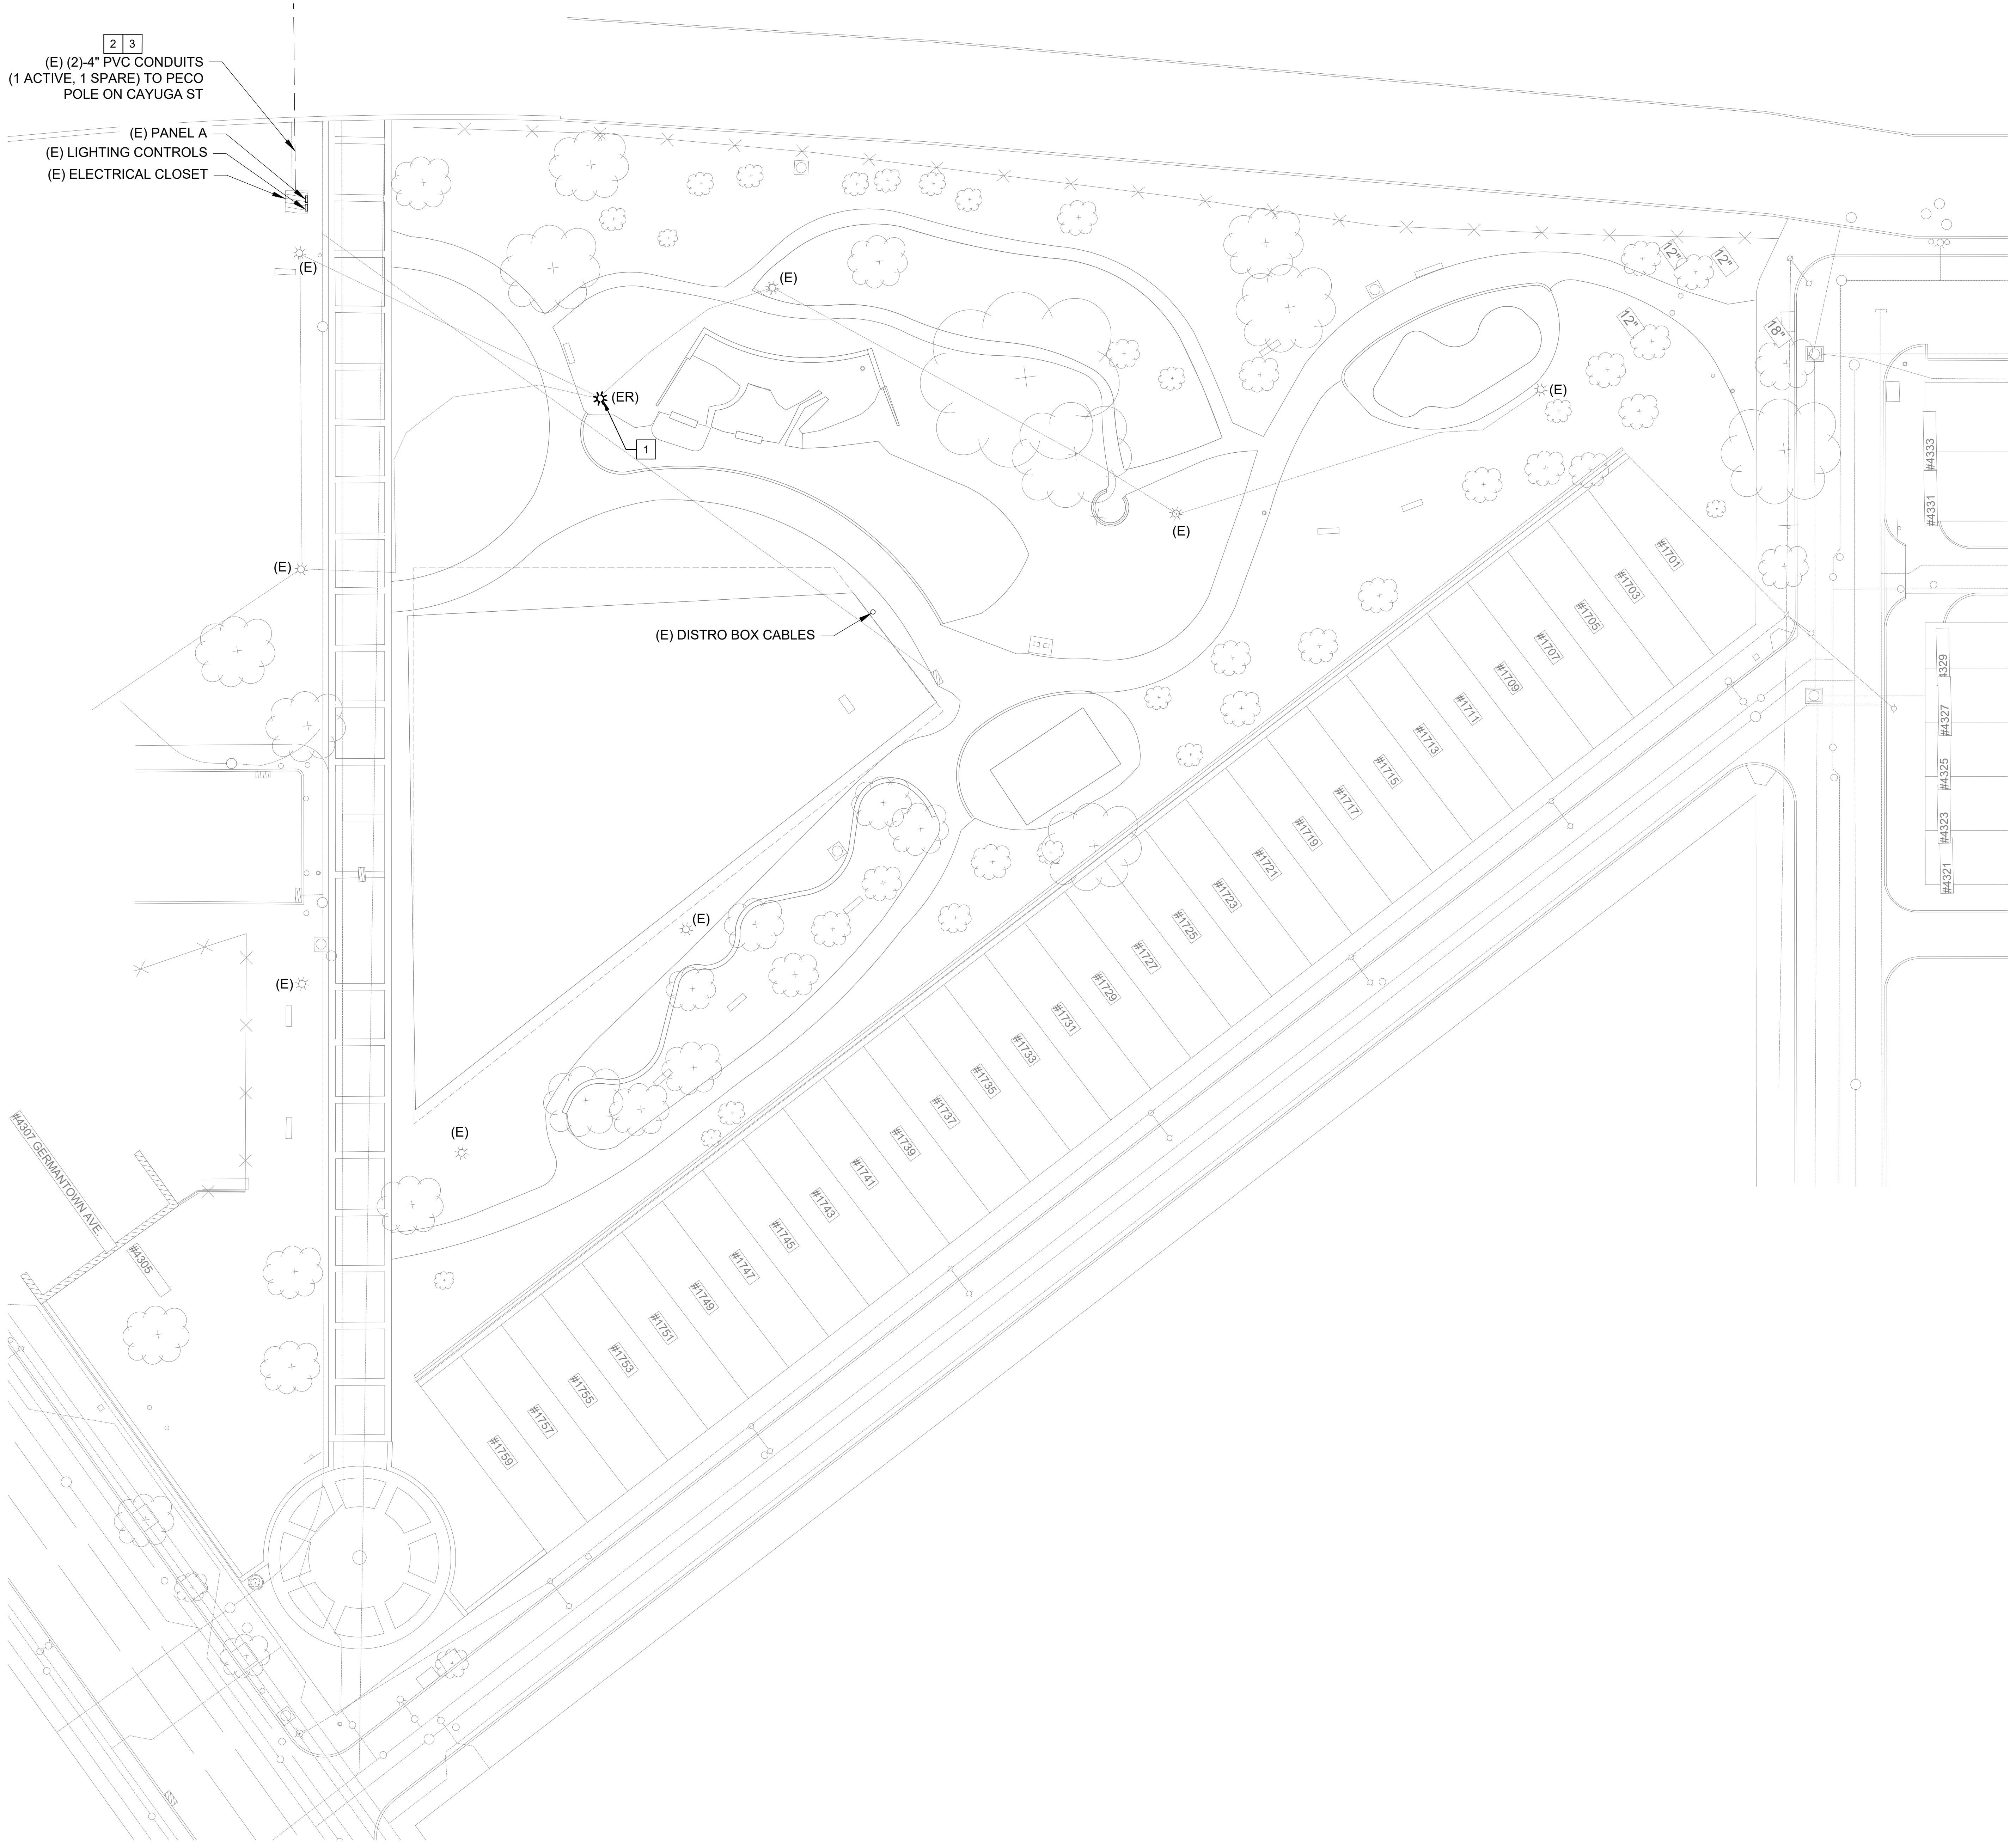 2 3
(E) (2)-4" PVC CONDUITS
(1 ACTIVE, 1 SPARE) TO PECO
POLE ON CAYUGA ST
(E) PANEL A
(E) LIGHTING CONTROLS
(E) ELECTRICAL CLOSET
(E)
(E)
12"
12"
12"
18"
(ER)
(E)
1
#4333
#4331
(E)
(E)
(E) DISTRO BOX CABLES
#1701
#1703
#1705
#1707
#1709
#1711
#1713
#1715
#1717
#1719
#1721
#1723
#1725
#1727
#1729
#1731
#1733
#1735
#1737
#1739
#1741
#1743
#1745
#1747
#1749
#1751
#1753
#1755
#1757
#1759
#4329
#4327
#4325
#4323
#4321
(E)
(E)
(E)
#4307 GERMANTOWN AVE.
#4305